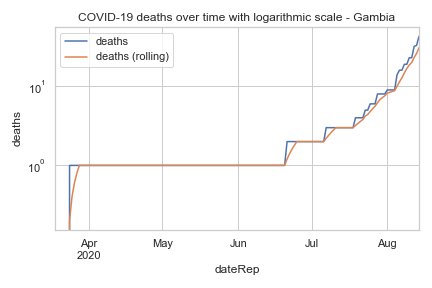 COVID-19 deaths over time with logarithmic scale - Gambia
deaths
deaths (rolling)
10¹
10⁰
deaths
Apr May Jun Jul Aug
2020
dateRep